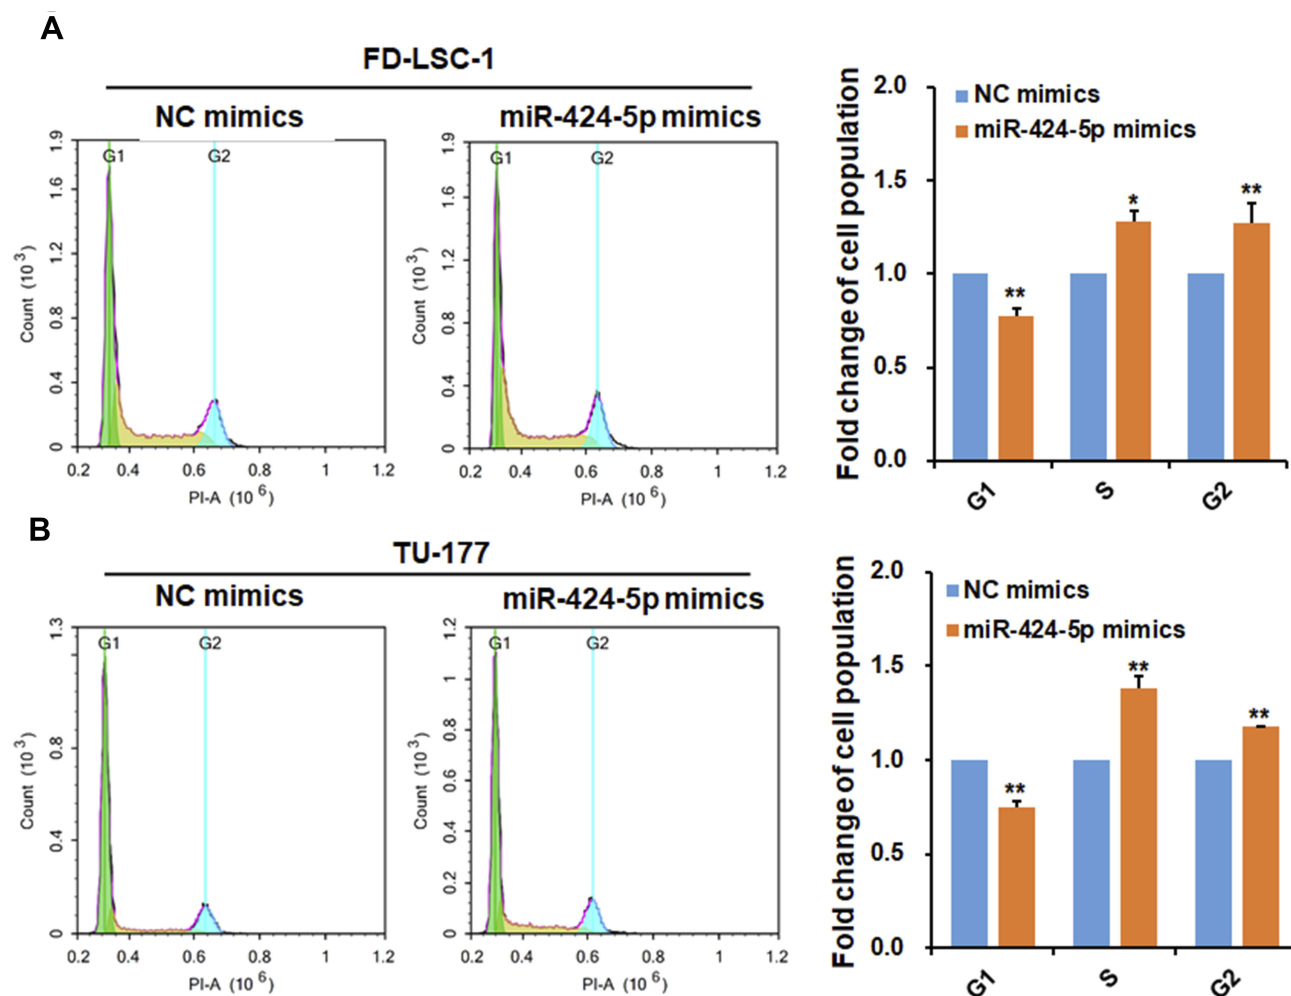 A
FD-LSC-1
NC mimics
miR-424-5p mimics
G1
G2
1.9
1.6
1.2
0.8
0.4
0
Count (10 3)
0.2
0.4
0.6
0.8
1
1.2
PI-A (10 6)
G1
G2
1.9
1.6
1.2
0.8
0.4
0
Count (10 3)
0.2
0.4
0.6
0.8
1
1.2
PI-A (10 6)
NC mimics
miR-424-5p mimics
Fold change of cell population
2.0
1.5
1.0
0.5
0.0
**
*
**
G1
S
G2
B
TU-177
NC mimics
miR-424-5p mimics
G1
G2
1.3
0.8
0.4
0
Count (10 3)
0.2
0.4
0.6
0.8
1
1.2
PI-A (10 6)
G1
G2
1.2
1
0.8
0.6
0.4
0.2
0
Count (10 3)
0.2
0.4
0.6
0.8
1
1.2
PI-A (10 6)
NC mimics
miR-424-5p mimics
Fold change of cell population
2.0
1.5
1.0
0.5
0.0
**
**
**
G1
S
G2